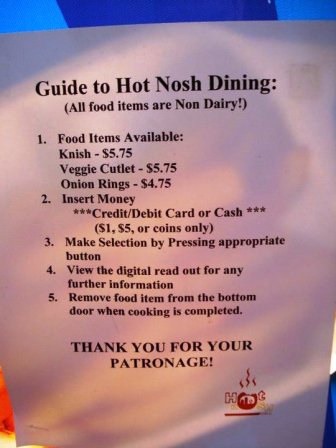 Guide to Hot Nosh Dining:
(All food items are Non Dairy!)
1. Food Items Available:
Knish - $5.75
Veggie Cutlet - $5.75
Onion Rings - $4.75
2. Insert Money
***Credit/Debit Card or Cash ***
($1, $5, or coins only)
3. Make Selection by Pressing appropriate
button
4. View the digital read out for any
further information
5. Remove food item from the bottom
door when cooking is completed.
THANK YOU FOR YOUR
PATRONAGE!
Hot